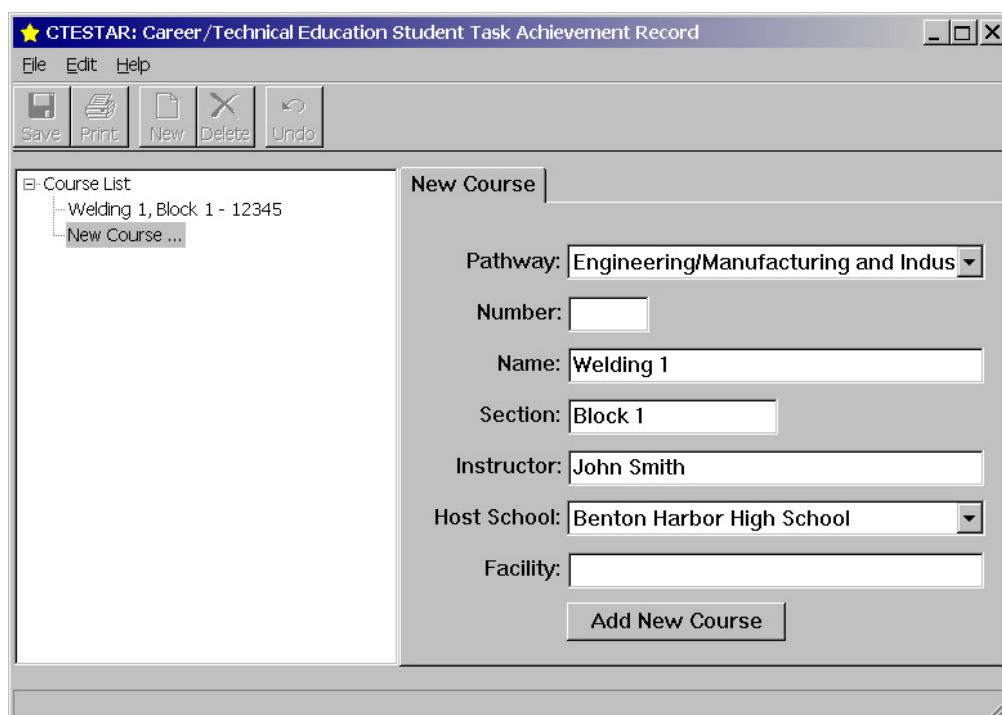 CTESTAR: Career/Technical Education Student Task Achievement Record
File Edit Help
Save Print New Delete Undo
Course List
Welding 1, Block 1 - 12345
New Course ...
New Course
Pathway: Engineering/Manufacturing and Indus
Number:
Name: Welding 1
Section: Block 1
Instructor: John Smith
Host School: Benton Harbor High School
Facility:
Add New Course